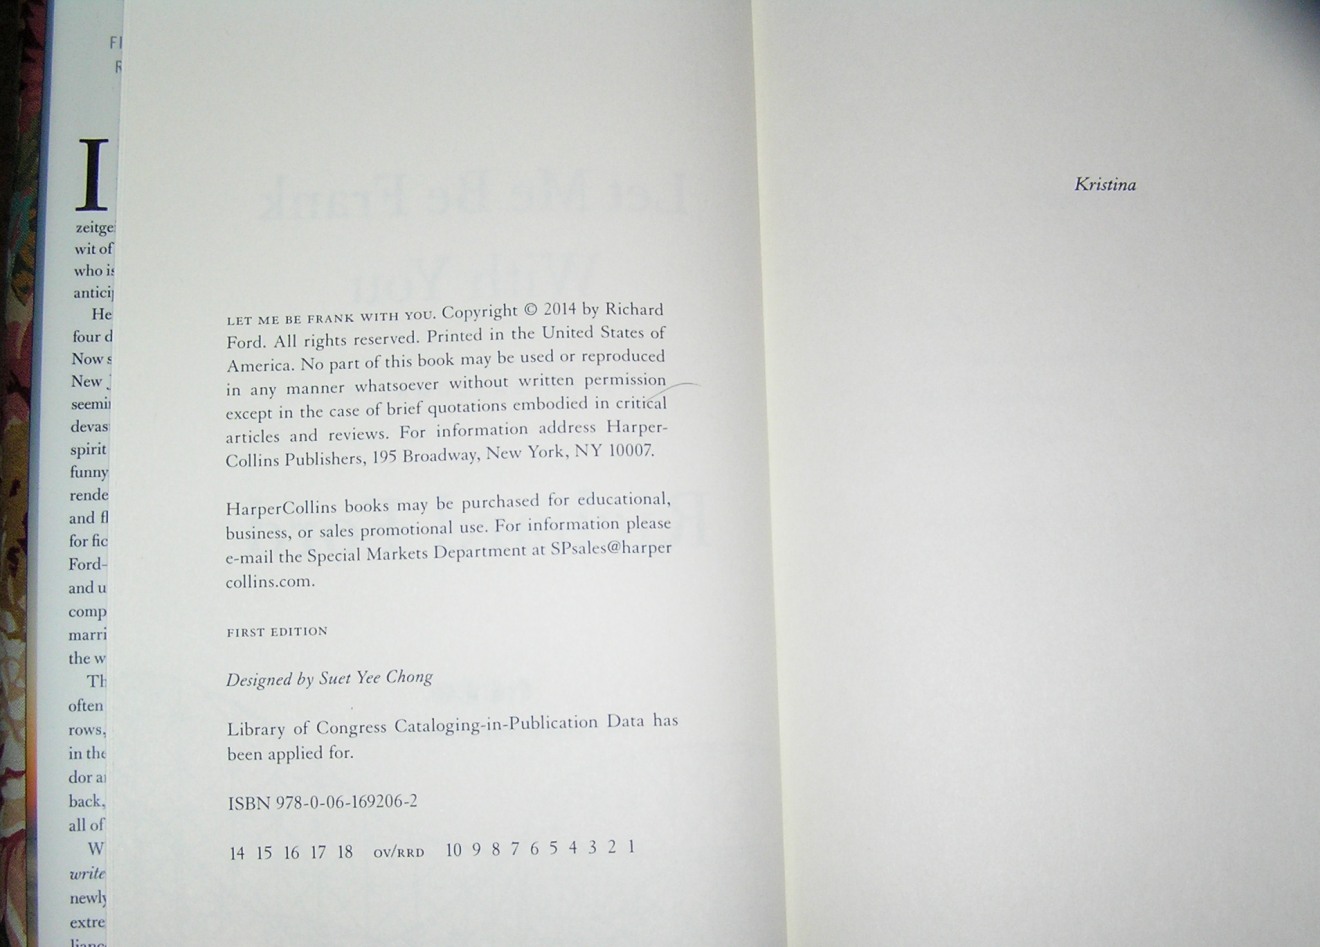 I
zeitge
wit of
who is
antici
He
four d
Now s
New
seemi
devas
spirit
funny
rende
and fl
for fic
Ford–
and u
comp
marri
the w
Th
often
rows,
in the
dor a
back,
all of
W
write
newly
extre
LET ME BE FRANK WITH YOU. Copyright © 2014 by Richard
Ford. All rights reserved. Printed in the United States of
America. No part of this book may be used or reproduced
in any manner whatsoever without written permission
except in the case of brief quotations embodied in critical
articles and reviews. For information address Harper-
Collins Publishers, 195 Broadway, New York, NY 10007.
HarperCollins books may be purchased for educational,
business, or sales promotional use. For information please
e-mail the Special Markets Department at SPsales@harper
collins.com.
FIRST EDITION
Designed by Suet Yee Chong
Library of Congress Cataloging-in-Publication Data has
been applied for.
ISBN 978-0-06-169206-2
14 15 16 17 18 OV/RRD 10 9 8 7 6 5 4 3 2 1
Kristina